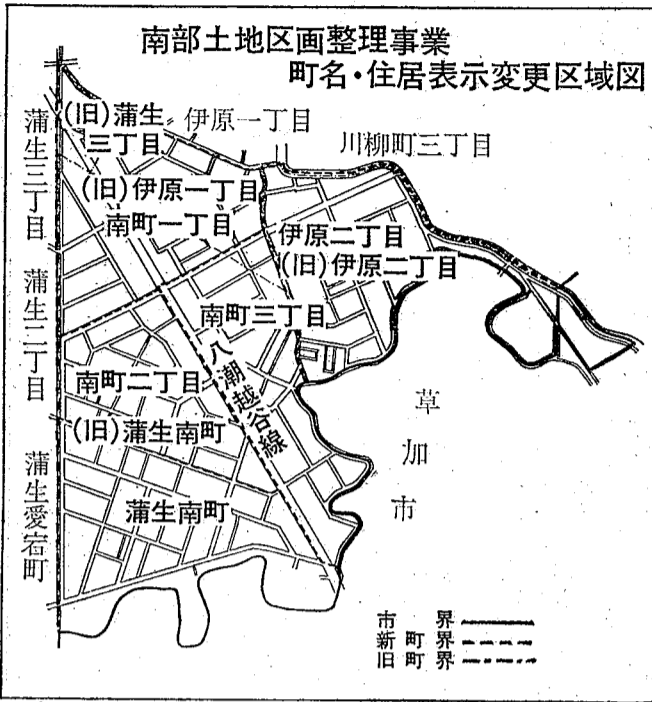 南部土地区画整理事業
町名・住居表示変更区域図
(旧)蒲生
三丁目
伊原一丁目
川柳町三丁目
蒲生三丁目
(旧)伊原一丁目
南町一丁目
伊原二丁目
(旧)伊原二丁目
蒲生二丁目
南町三丁目
八潮越谷線
南町二丁目
(旧)蒲生南町
草加市
蒲生愛宕町
蒲生南町
市界
新町界
旧町界